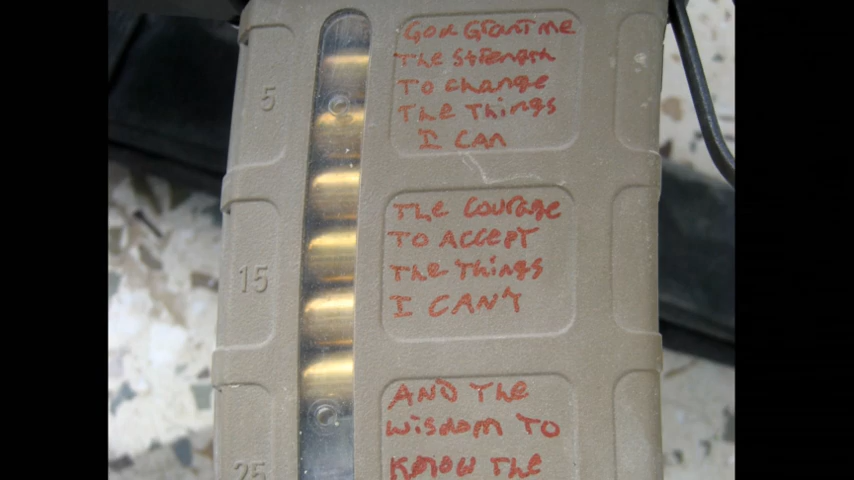 GOD GRANT ME
THE STRENGTH
TO CHANGE
THE THINGS
I CAN
5
THE COURAGE
TO ACCEPT
THE THINGS
I CAN'T
15
AND THE
WISDOM TO
KNOW THE
25